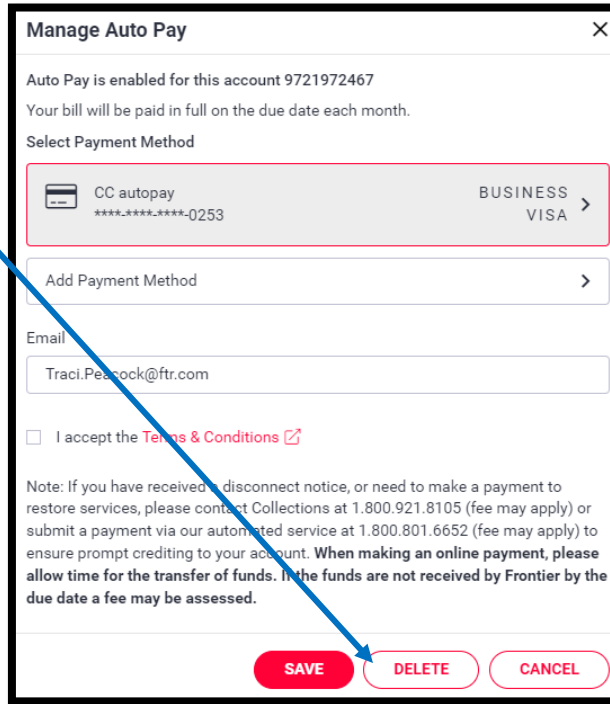 Manage Auto Pay
Auto Pay is enabled for this account 9721972467
Your bill will be paid in full on the due date each month.
Select Payment Method
CC autopay
****-****-****-0253
BUSINESS
VISA
Add Payment Method
Email
Traci.Peacock@ftr.com
I accept the Terms & Conditions
Note: If you have received a disconnect notice, or need to make a payment to
restore services, please contact Collections at 1.800.921.8105 (fee may apply) or
submit a payment via our automated service at 1.800.801.6652 (fee may apply) to
ensure prompt crediting to your account. When making an online payment, please
allow time for the transfer of funds. If the funds are not received by Frontier by the
due date a fee may be assessed.
SAVE
DELETE
CANCEL